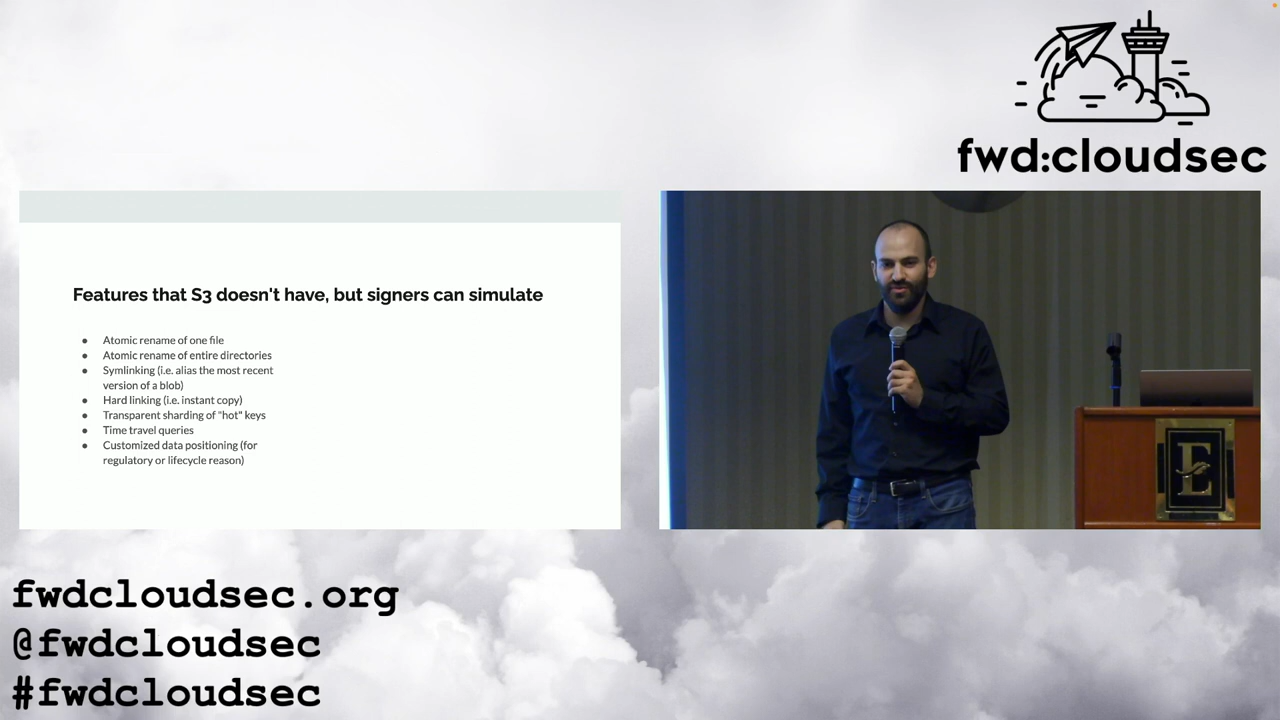 fwd:cloudsec
Features that S3 doesn't have, but signers can simulate
● Atomic rename of one file
● Atomic rename of entire directories
● Symlinking (i.e. alias the most recent
version of a blob)
● Hard linking (i.e. instant copy)
● Transparent sharding of "hot" keys
● Time travel queries
● Customized data positioning (for
regulatory or lifecycle reason)
E
fwdcloudsec.org
@fwdcloudsec
#fwdcloudsec